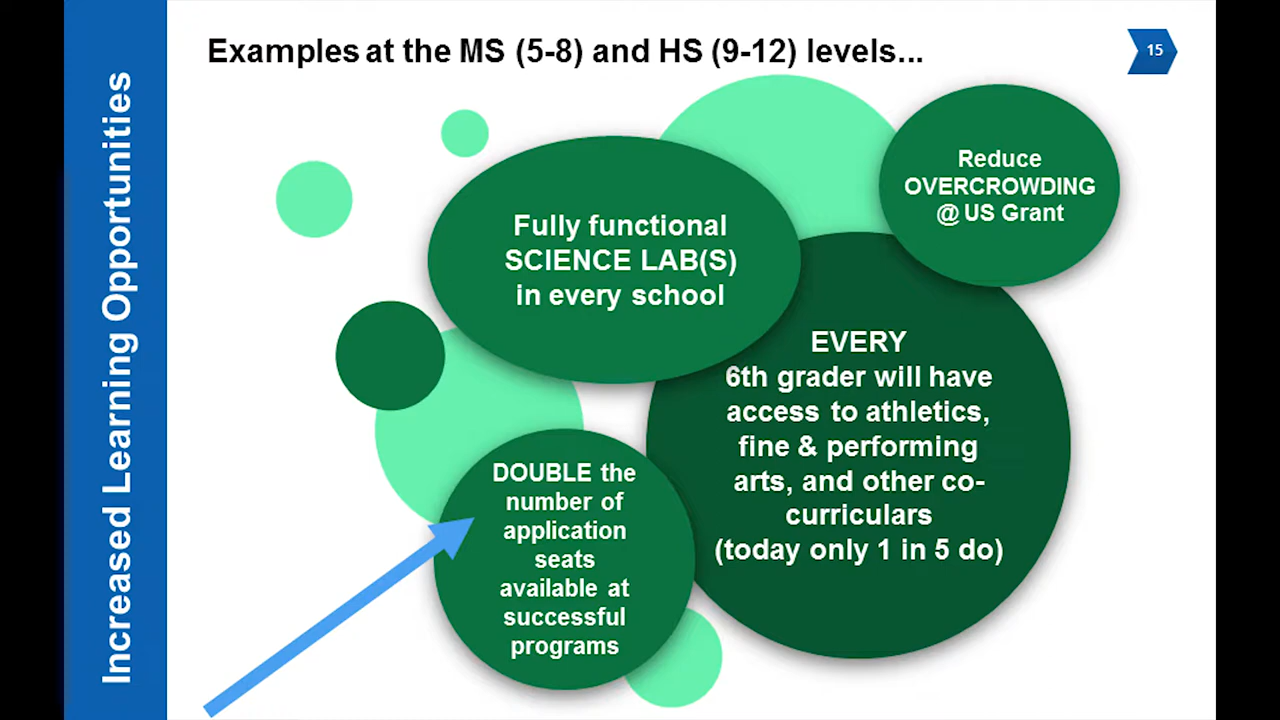 Examples at the MS (5-8) and HS (9-12) levels...
15
Increased Learning Opportunities
Fully functional
SCIENCE LAB(S)
in every school
Reduce
OVERCROWDING
@ US Grant
EVERY
6th grader will have
access to athletics,
fine & performing
arts, and other co-
curriculars
(today only 1 in 5 do)
DOUBLE the
number of
application
seats
available at
successful
programs